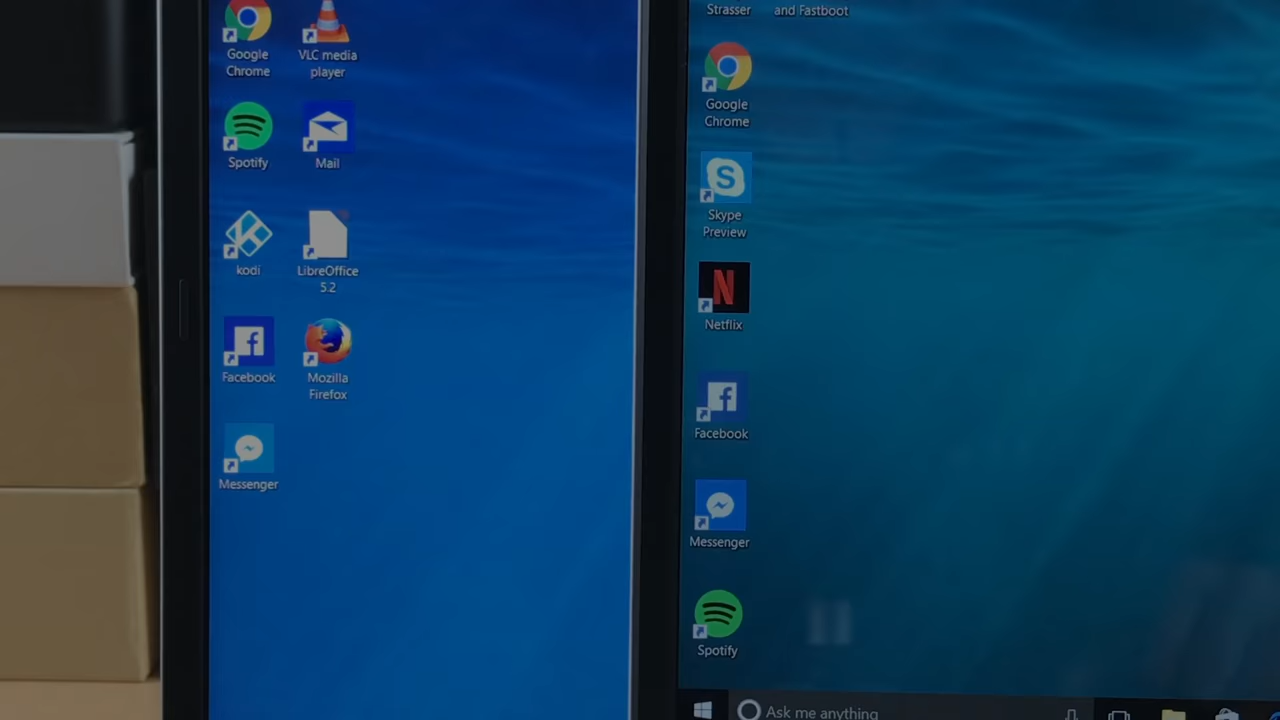 Google
Chrome
VLC media
player
Spotify
Mail
kodi
LibreOffice
5.2
Facebook
Mozilla
Firefox
Messenger
Strasser
and Fastboot
Google
Chrome
S
Skype
Preview
N
Netflix
Facebook
Messenger
Spotify
Ask me anything